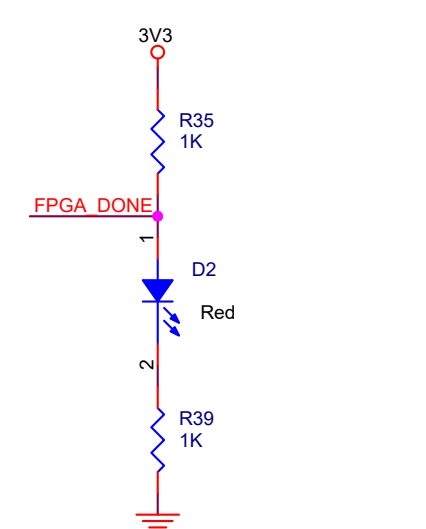 3V3
R35
1K
FPGA_DONE
1
D2
Red
2
R39
1K